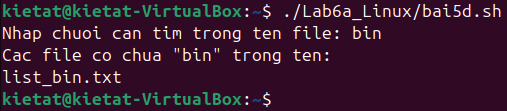 kietat@kietat-VirtualBox:~$ ./Lab6a_Linux/bai5d.sh
Nhap chuoi can tim trong ten file: bin
Cac file co chua "bin" trong ten:
list_bin.txt
kietat@kietat-VirtualBox:~$